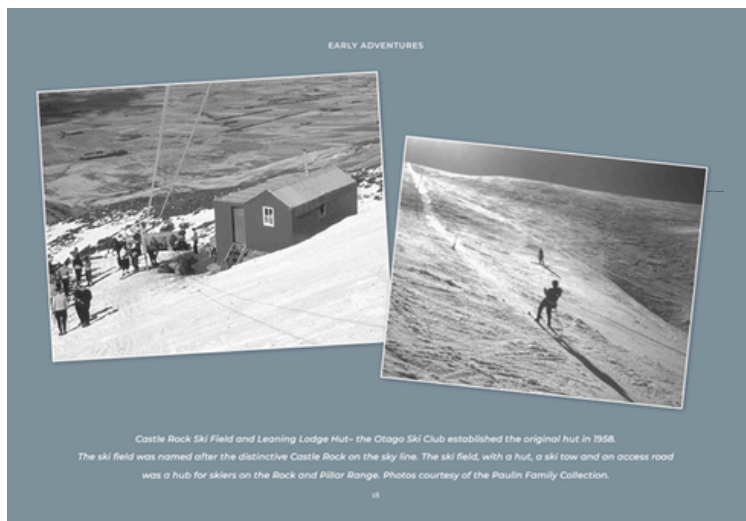 EARLY ADVENTURES
Castle Rock Ski Field and Leaning Lodge Hut– the Otago Ski Club established the original hut in 1958.
The ski field was named after the distinctive Castle Rock on the sky line. The ski field, with a hut, a ski tow and an access road
was a hub for skiers on the Rock and Pillar Range. Photos courtesy of the Paulin Family Collection.
18